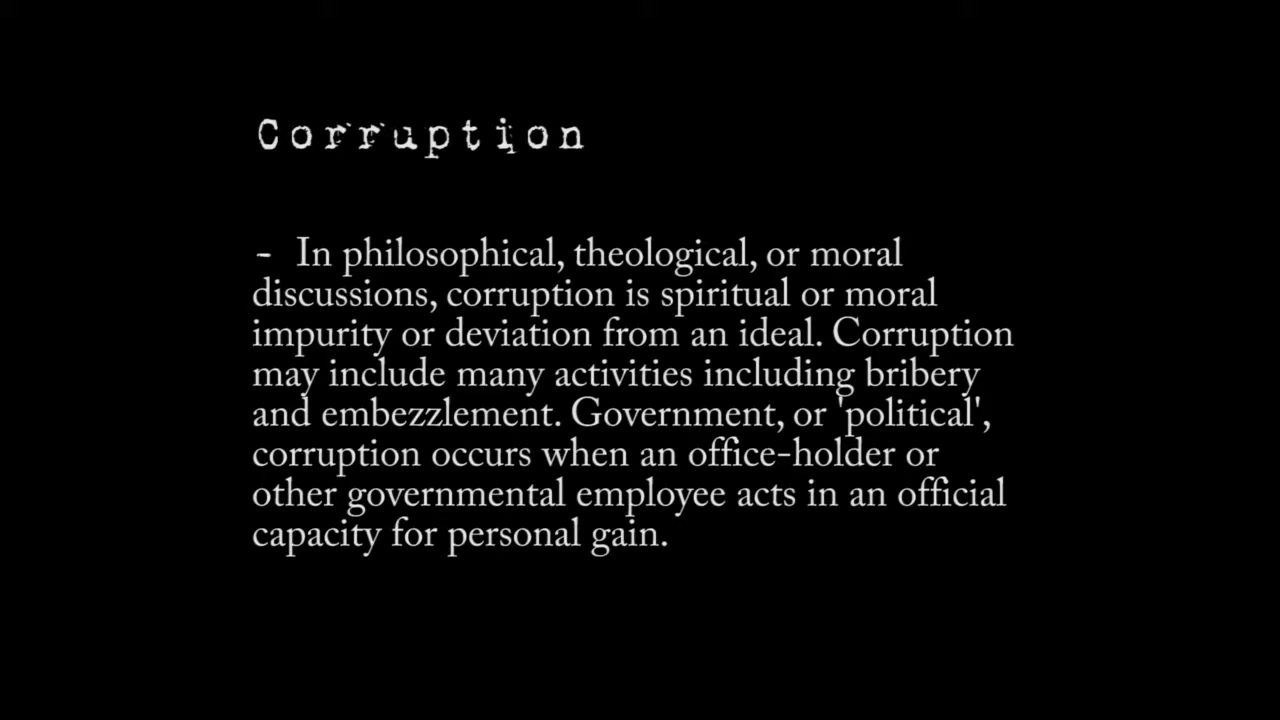 Corruption
- In philosophical, theological, or moral
discussions, corruption is spiritual or moral
impurity or deviation from an ideal. Corruption
may include many activities including bribery
and embezzlement. Government, or 'political',
corruption occurs when an office-holder or
other governmental employee acts in an official
capacity for personal gain.